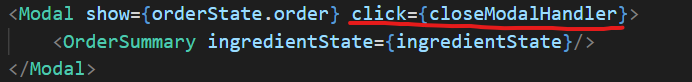 <Modal show={orderState.order} click={closeModalHandler}>
<OrderSummary ingredientState={ingredientState}/>
</Modal>